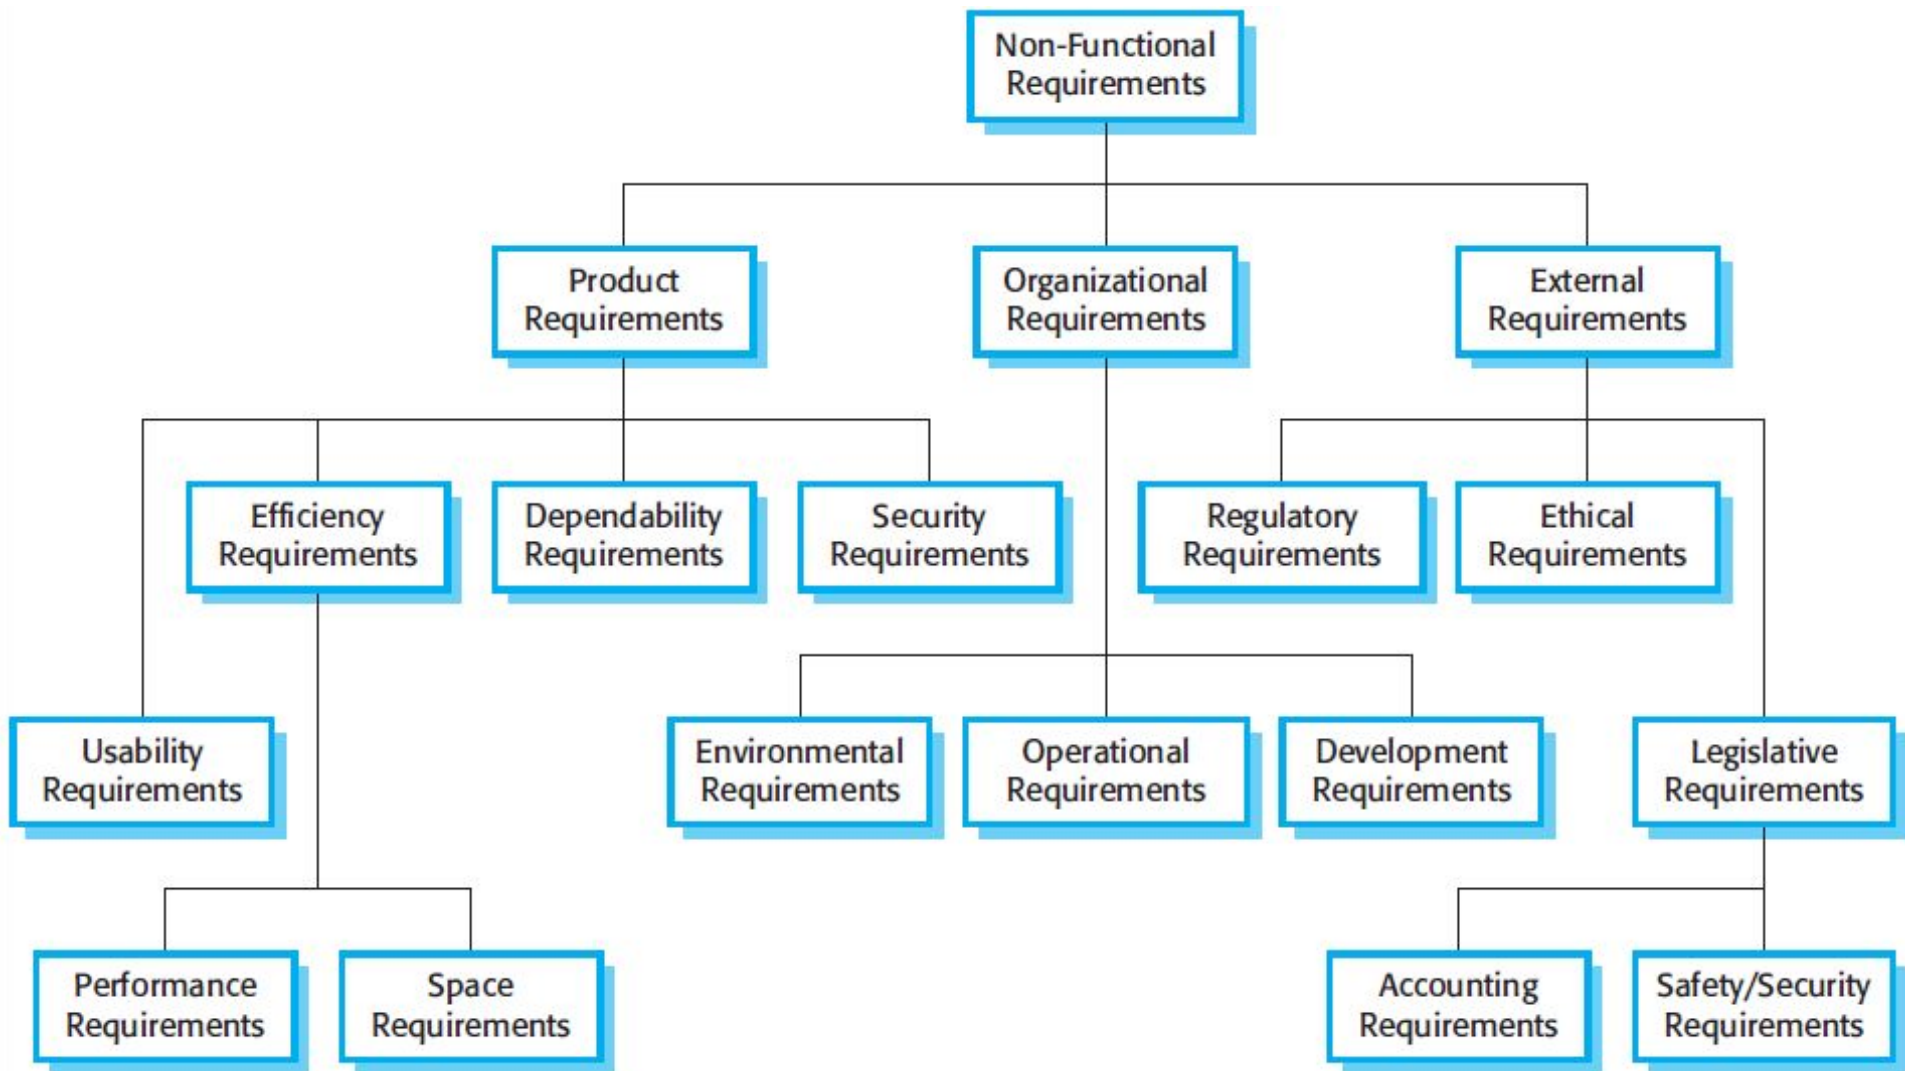 Non-Functional
Requirements
Product
Requirements
Organizational
Requirements
External
Requirements
Efficiency
Requirements
Dependability
Requirements
Security
Requirements
Regulatory
Requirements
Ethical
Requirements
Usability
Requirements
Environmental
Requirements
Operational
Requirements
Development
Requirements
Legislative
Requirements
Performance
Requirements
Space
Requirements
Accounting
Requirements
Safety/Security
Requirements